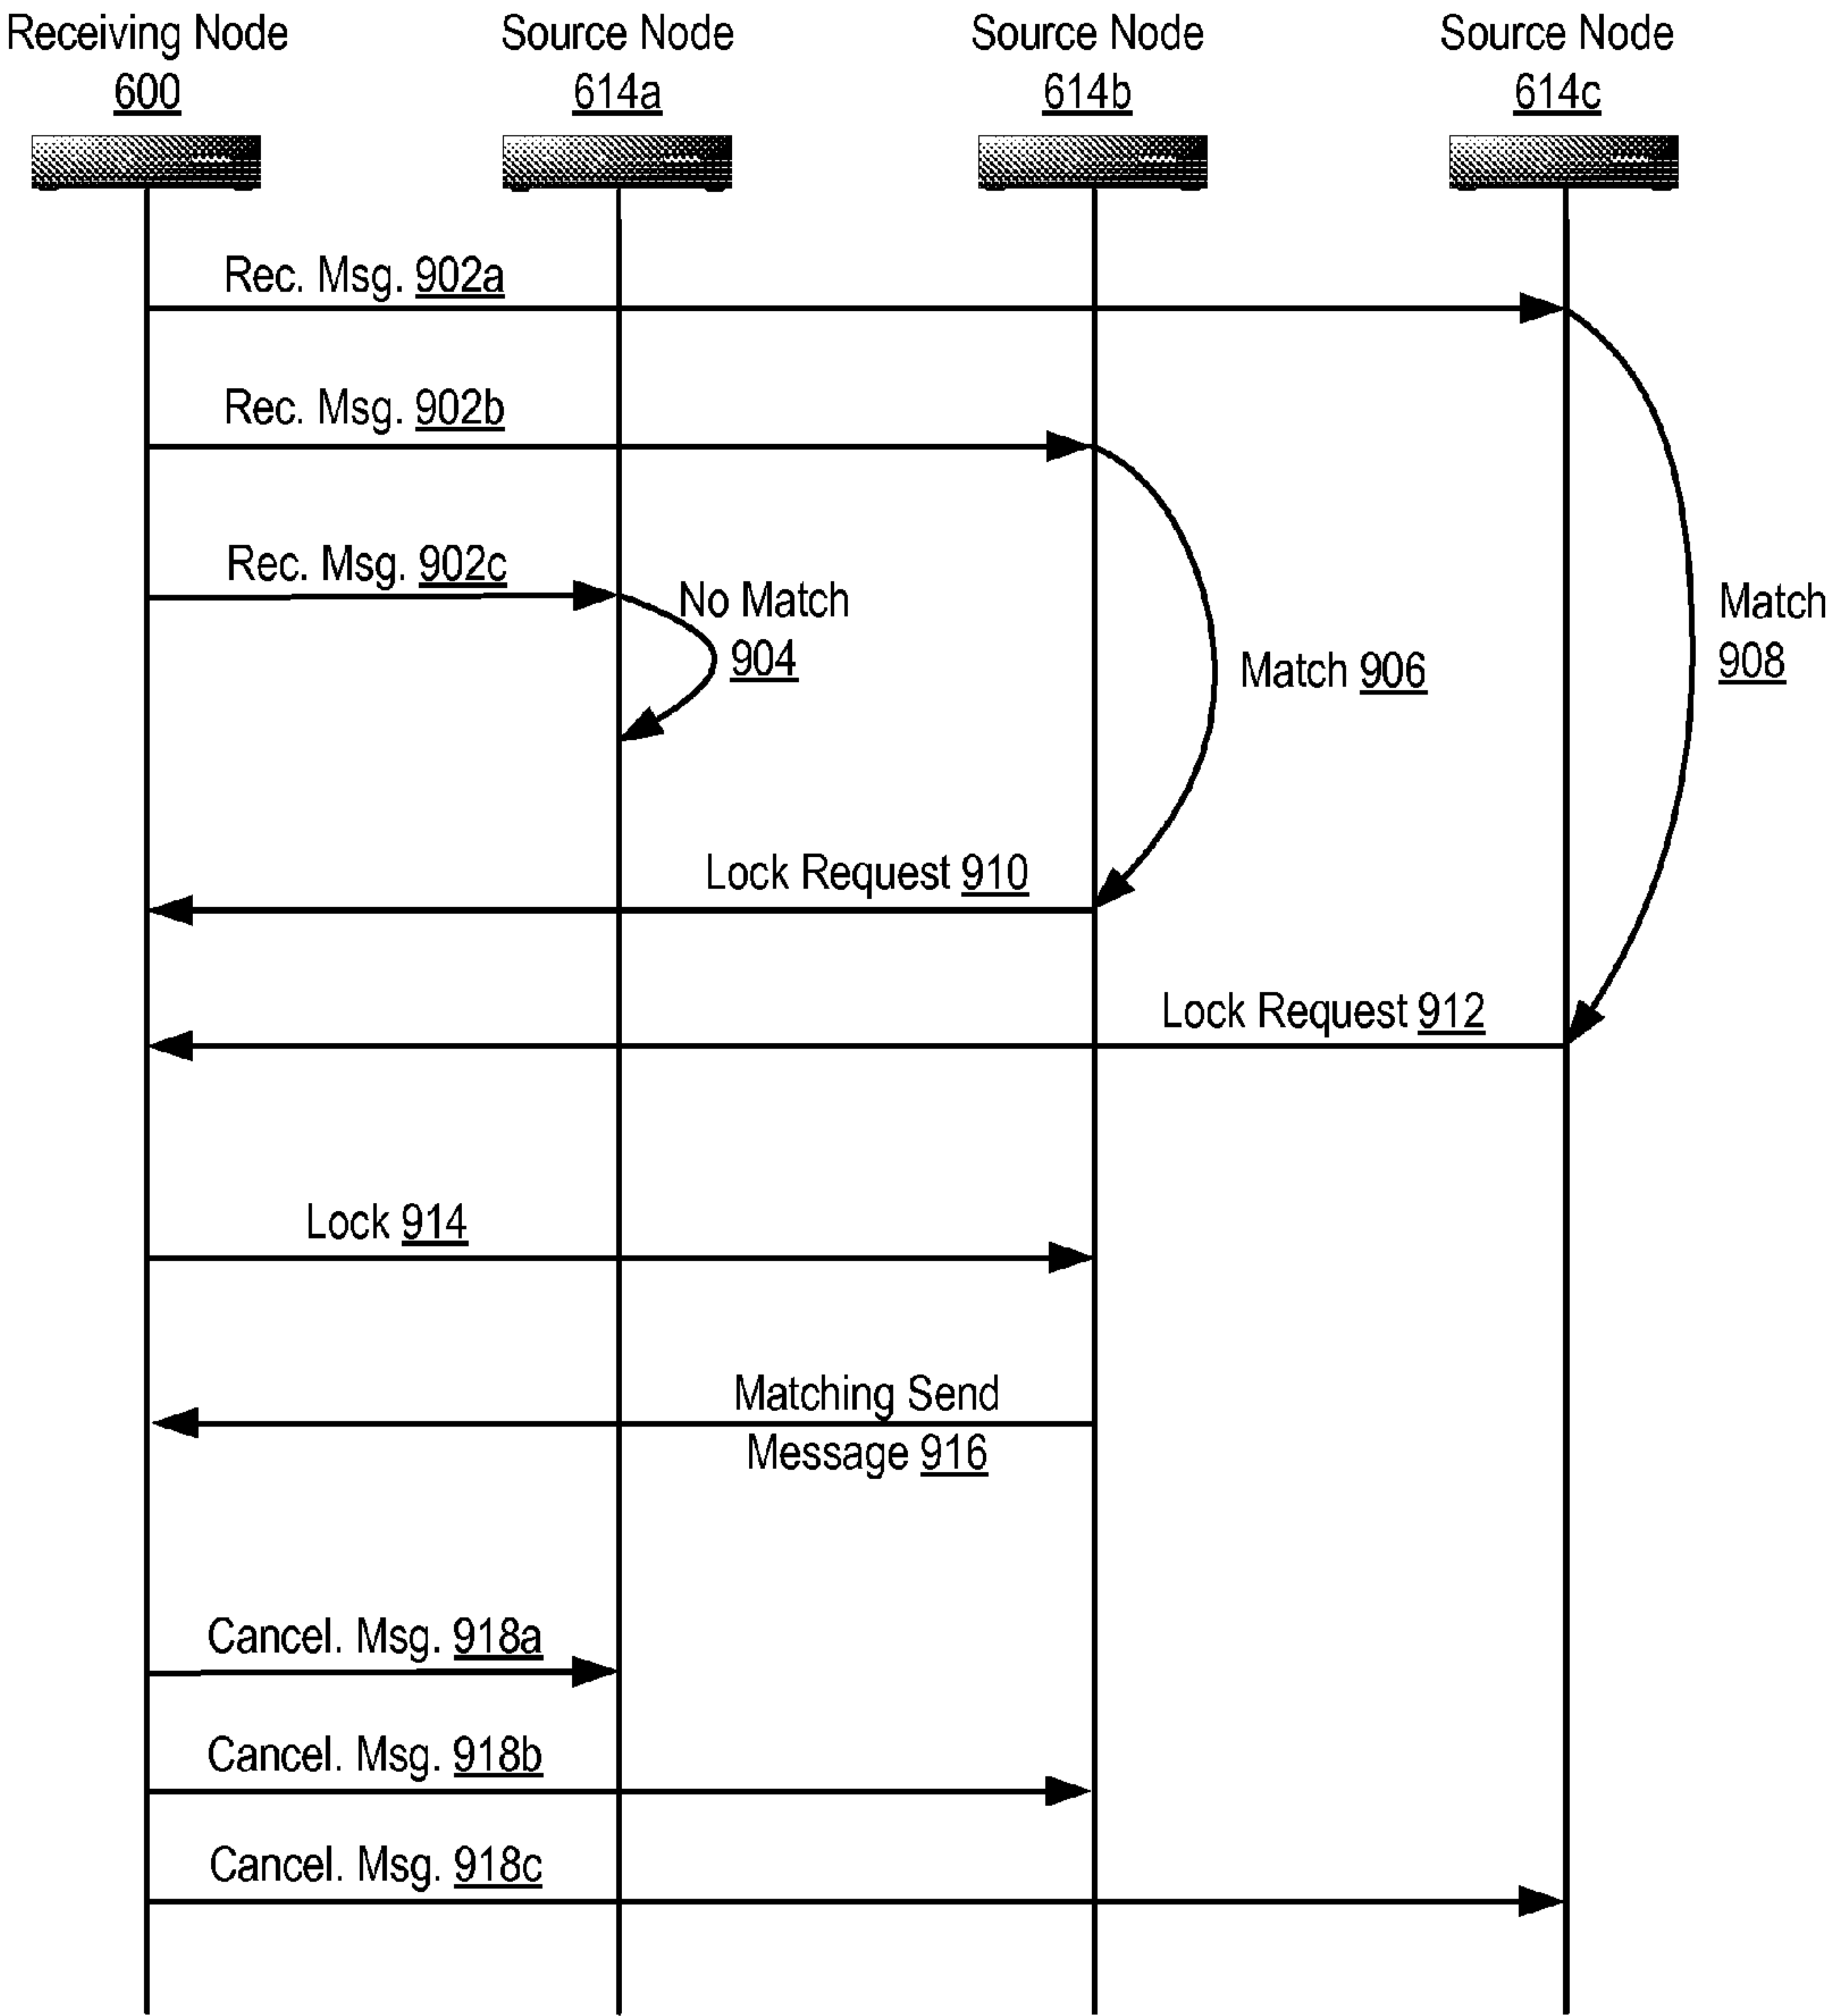 Receiving Node
600
Source Node
614a
Source Node
614b
Source Node
614c
Rec. Msg. 902a
Rec. Msg. 902b
Rec. Msg. 902c
No Match
904
Match 906
Match
908
Lock Request 910
Lock Request 912
Lock 914
Matching Send
Message 916
Cancel. Msg. 918a
Cancel. Msg. 918b
Cancel. Msg. 918c